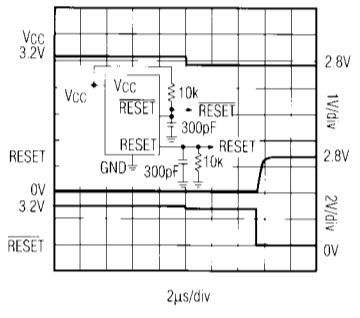 VCC
3.2V
2.8V
VCC
VCC
10k
RESET
RESET
300pF
1V/div
RESET
RESET
RESET
2.8V
GND
300pF
10k
0V
3.2V
2V/div
RESET
0V
2µs/div